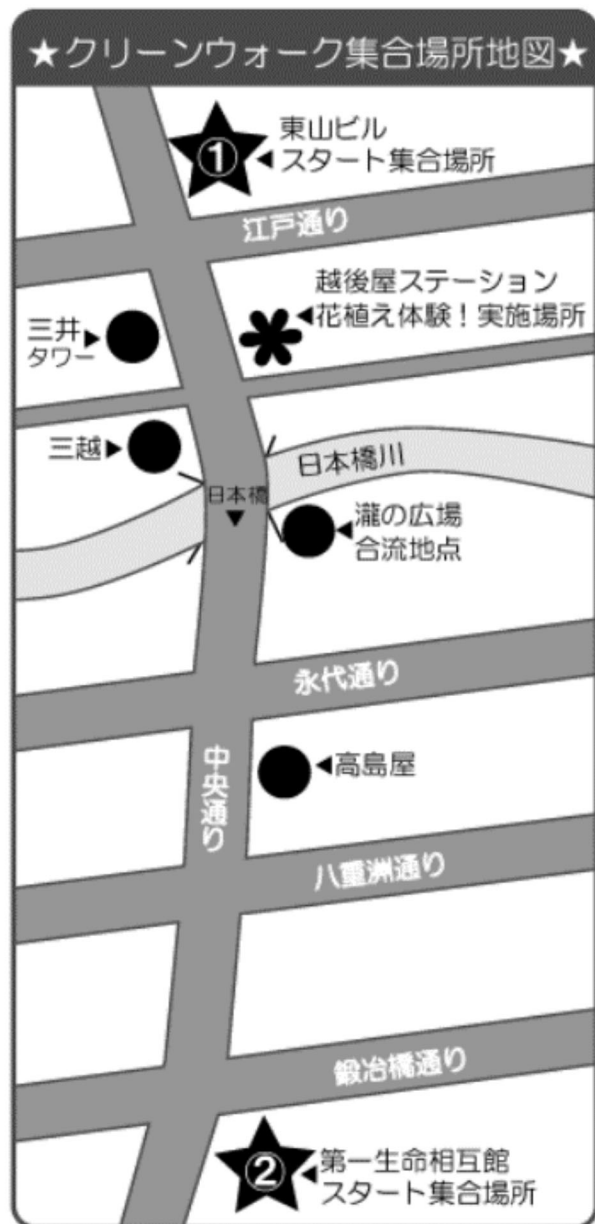 ★クリーンウォーク集合場所地図★
①
東山ビル
スタート集合場所
江戸通り
越後屋ステーション
花植え体験！実施場所
三井
タワー
三越
日本橋川
日本橋
瀧の広場
合流地点
永代通り
高島屋
中央通り
八重洲通り
鍛冶橋通り
②
第一生命相互館
スタート集合場所